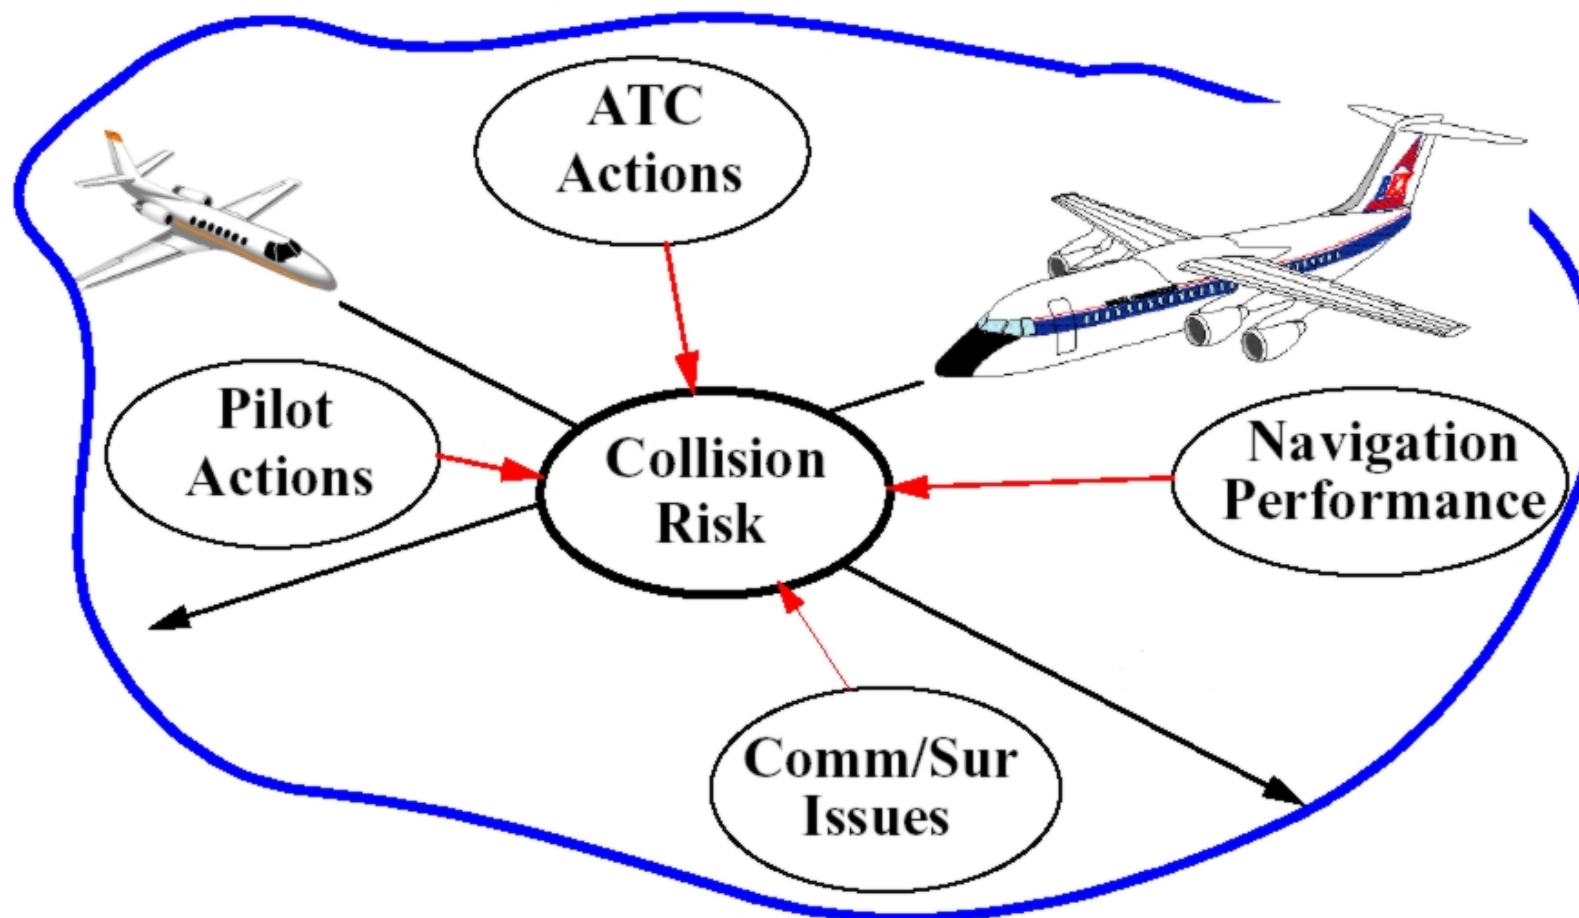 ATC
Actions
Pilot
Actions
Collision
Risk
Navigation
Performance
Comm/Sur
Issues